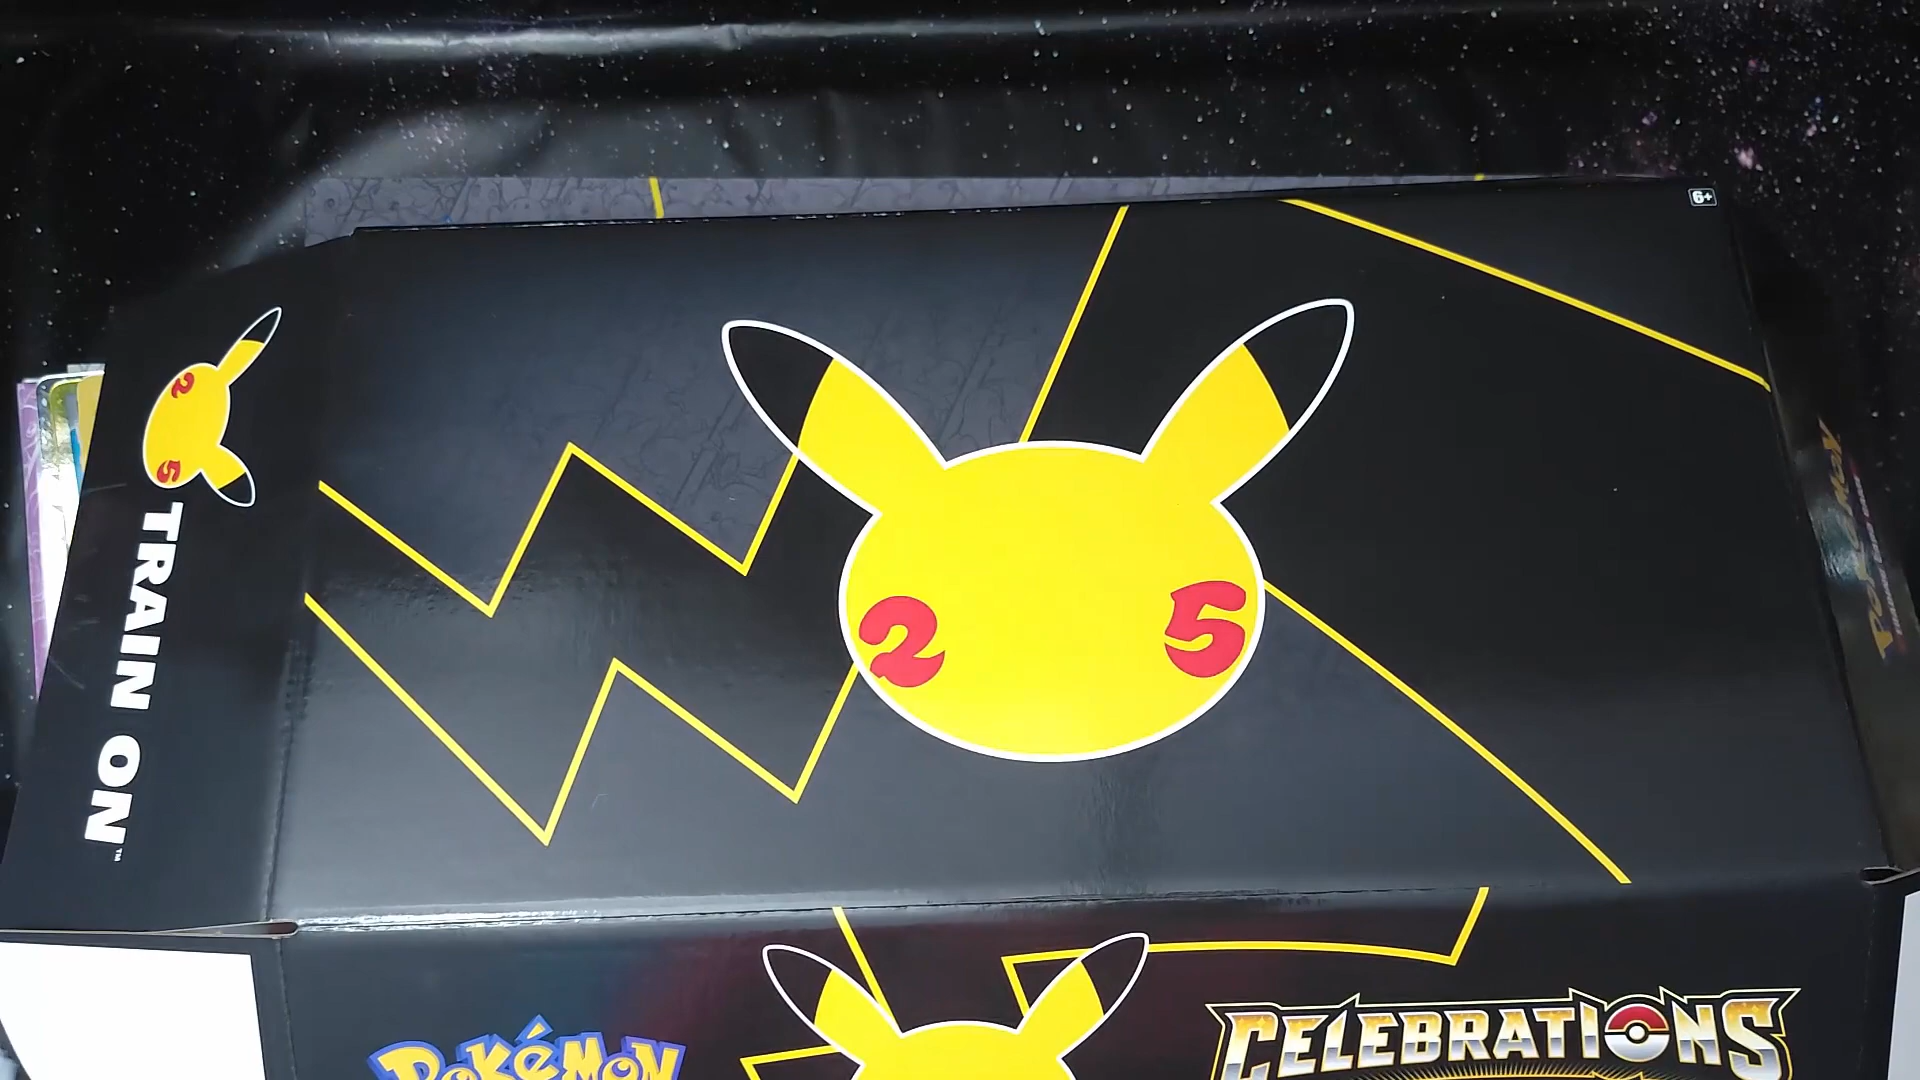 6+
2 5
2 5
TRAIN ON™
Pokémon
CELEBRATIONS